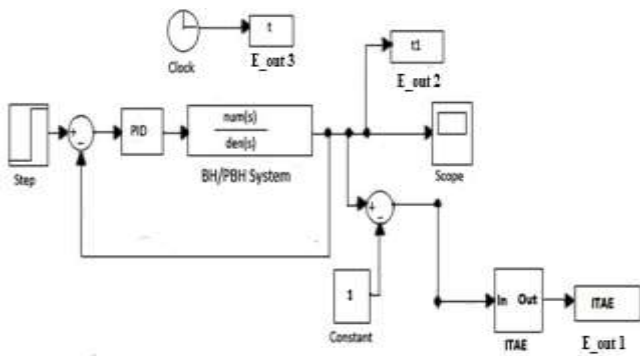 t
Clock
E_out 3
t1
E_out 2
Step
+
-
PID
num(s)
den(s)
BH/PBH System
Scope
+
-
1
Constant
In Out
ITAE
ITAE
E_out 1